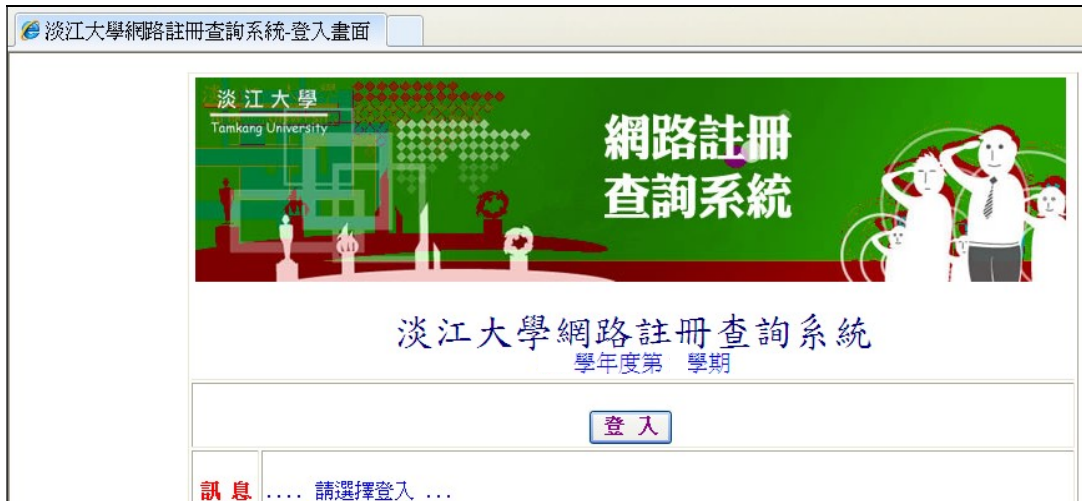 淡江大學網路註冊查詢系統-登入畫面
淡江大學
Tamkang University
網路註冊
查詢系統
淡江大學網路註冊查詢系統
學年度第 學期
登 入
訊 息 .... 請選擇登入 ...